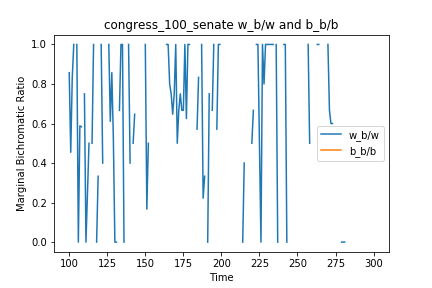 congress_100_senate w_b/w and b_b/b
Marginal Bichromatic Ratio
1.0
0.8
0.6
0.4
0.2
0.0
w_b/w
b_b/b
100 125 150 175 200 225 250 275 300
Time